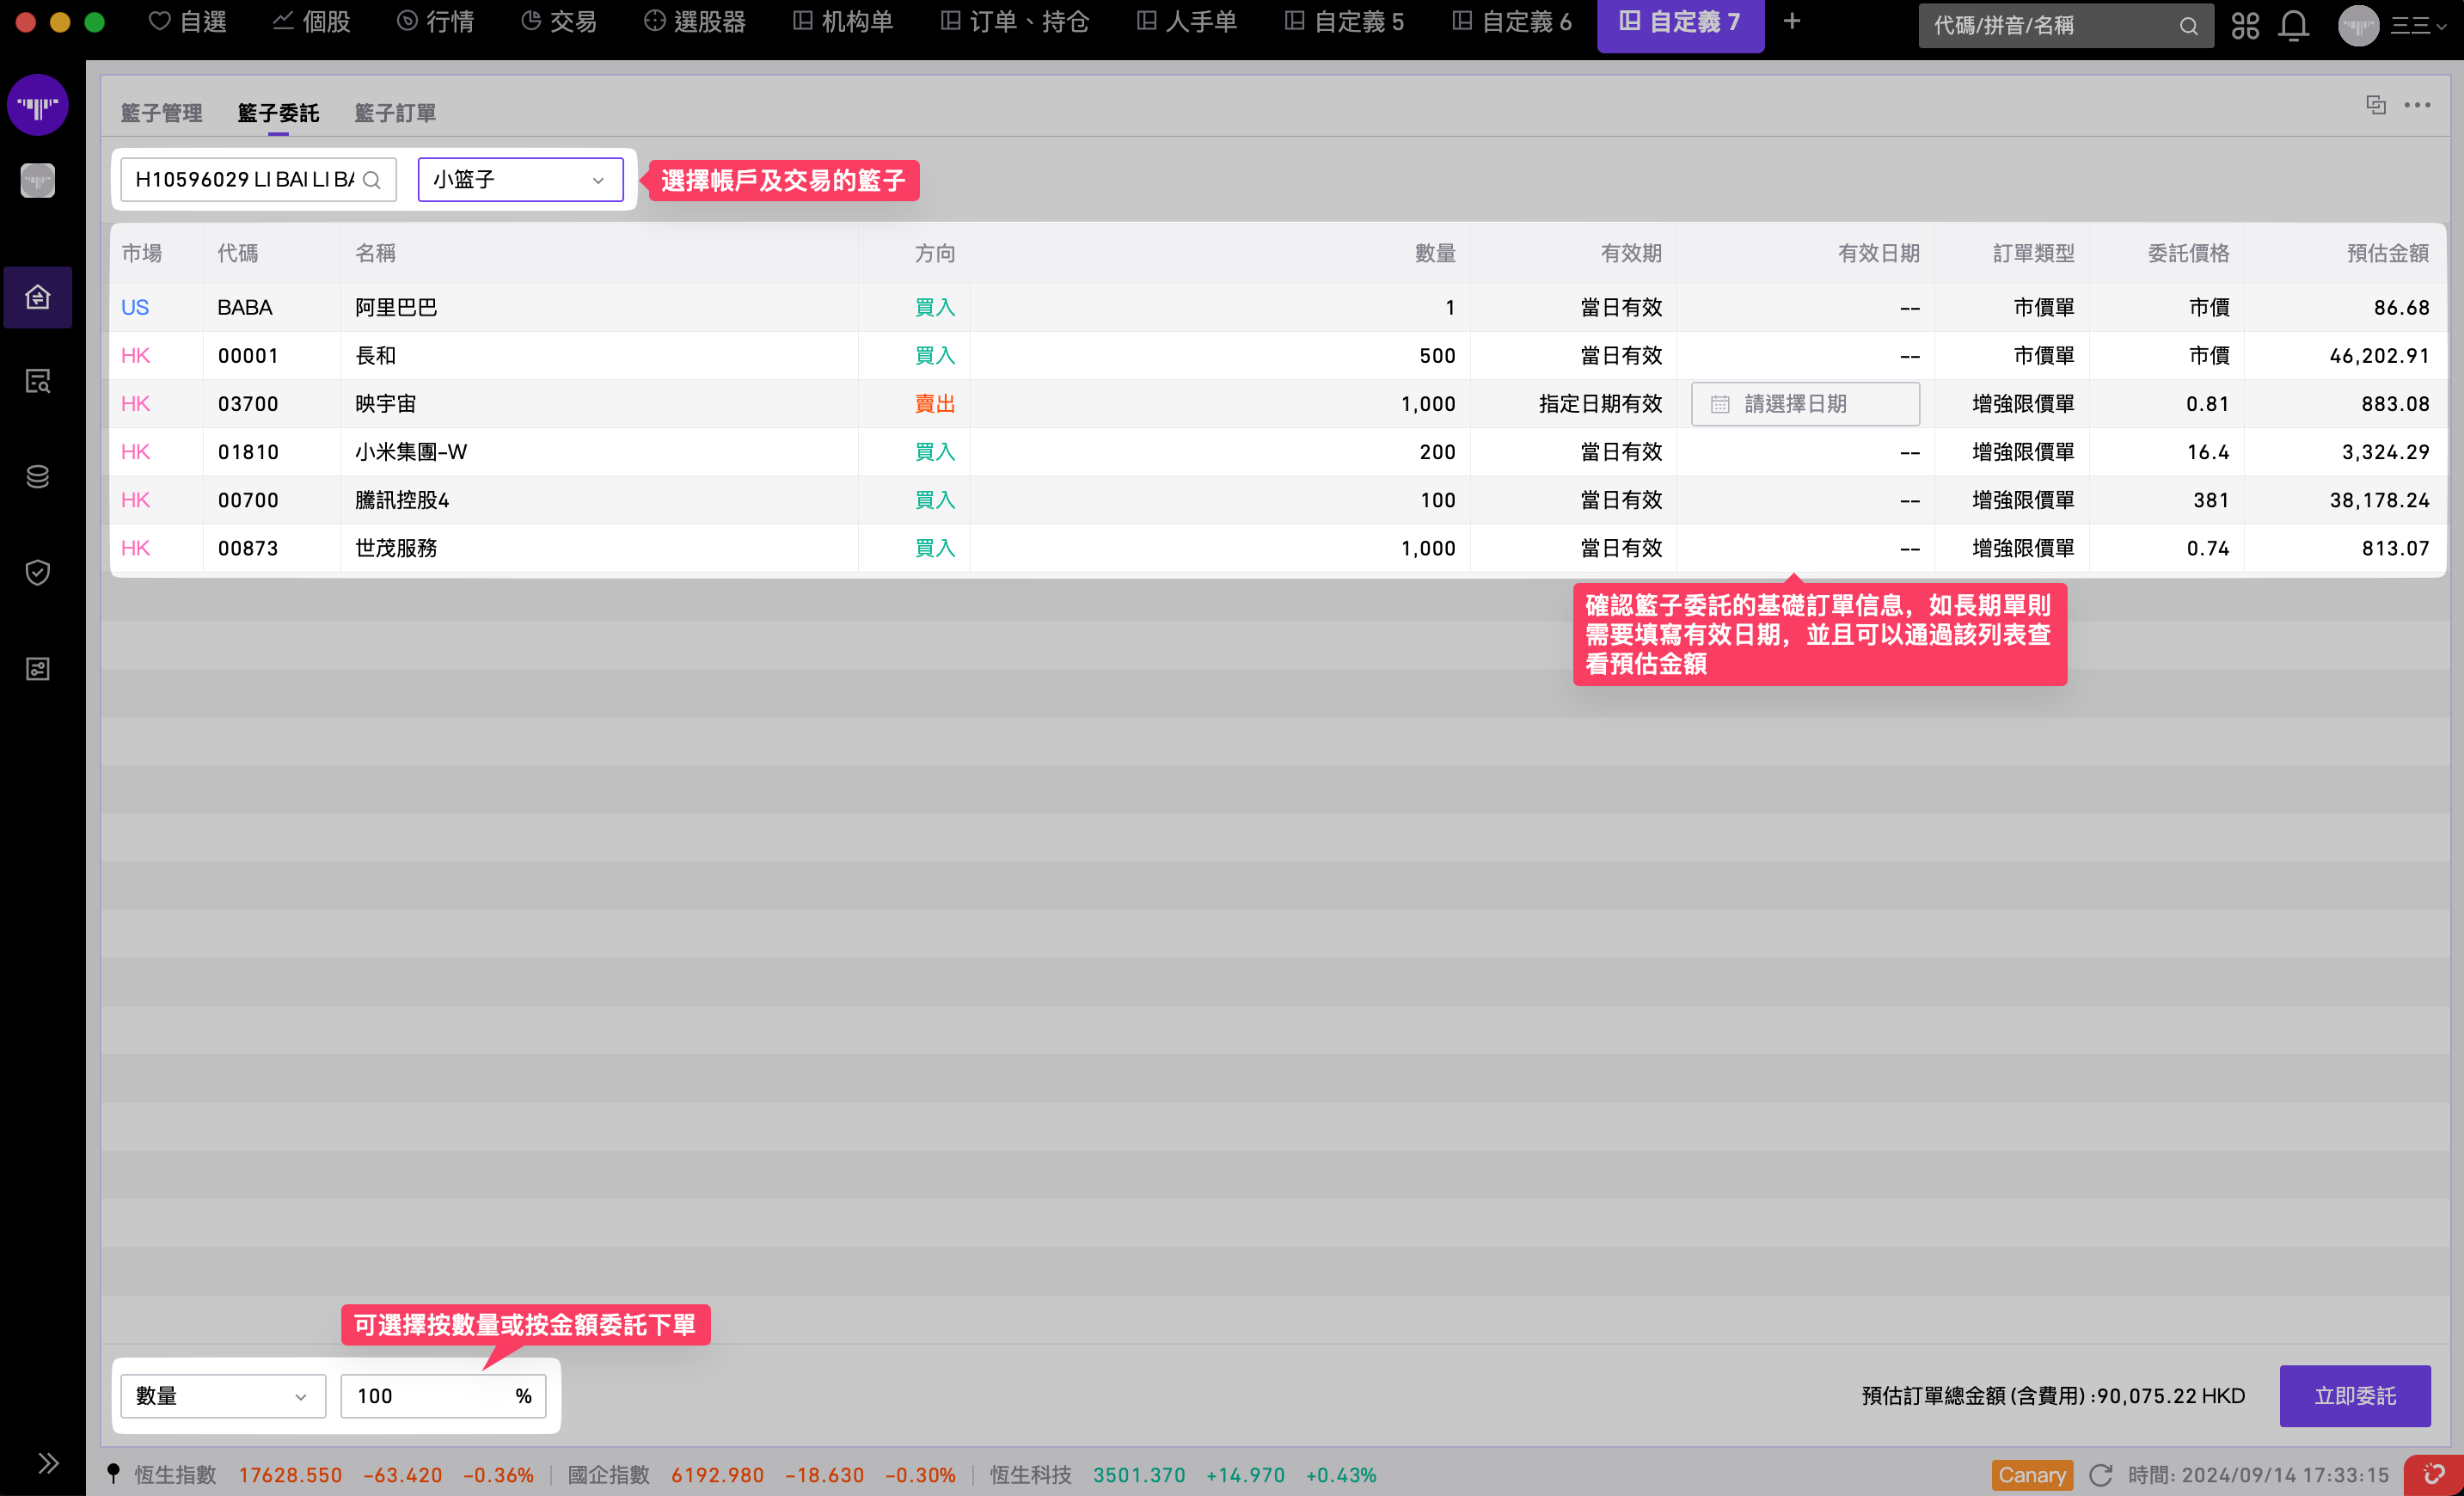 自選 個股 行情 交易 選股器 机构单 订单、持仓 人手单 自定義 5 自定義 6 自定義 7 + 代碼/拼音/名稱 三三
籃子管理 籃子委託 籃子訂單
H10596029 LI BAI LI BA 小籃子 選擇帳戶及交易的籃子
市場 代碼 名稱 方向 數量 有效期 有效日期 訂單類型 委託價格 預估金額
US BABA 阿里巴巴 買入 1 當日有效 -- 市價單 市價 86.68
HK 00001 長和 買入 500 當日有效 -- 市價單 市價 46,202.91
HK 03700 映宇宙 賣出 1,000 指定日期有效 請選擇日期 增強限價單 0.81 883.08
HK 01810 小米集團-W 買入 200 當日有效 -- 增強限價單 16.4 3,324.29
HK 00700 騰訊控股4 買入 100 當日有效 -- 增強限價單 381 38,178.24
HK 00873 世茂服務 買入 1,000 當日有效 -- 增強限價單 0.74 813.07
確認籃子委託的基礎訂單信息，如長期單則
需要填寫有效日期，並且可以通過該列表查
看預估金額
可選擇按數量或按金額委託下單
數量 100 % 預估訂單總金額(含費用):90,075.22 HKD 立即委託
恆生指數 17628.550 -63.420 -0.36% 國企指數 6192.980 -18.630 -0.30% 恆生科技 3501.370 +14.970 +0.43% Canary 時間: 2024/09/14 17:33:15